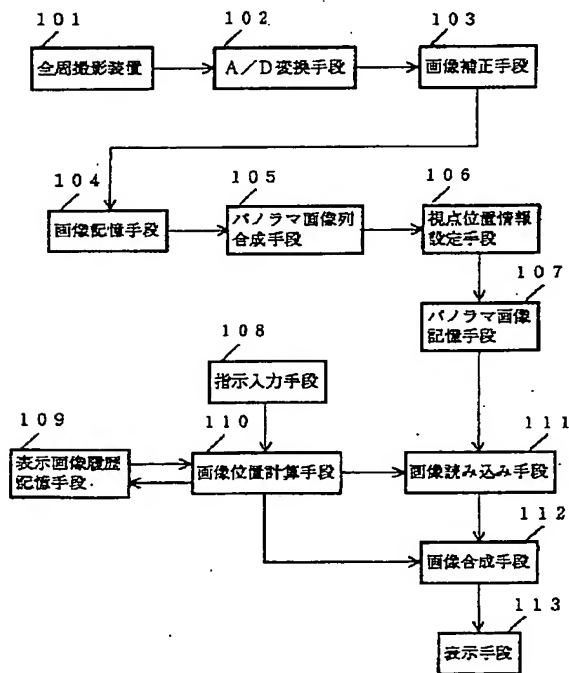 １０１
全周撮影装置
１０２
Ａ／Ｄ変換手段
１０３
画像補正手段
１０４
画像記憶手段
１０５
パノラマ画像列
合成手段
１０６
視点位置情報
設定手段
１０７
パノラマ画像
記憶手段
１０８
指示入力手段
１０９
表示画像履歴
記憶手段
１１０
画像位置計算手段
１１１
画像読み込み手段
１１２
画像合成手段
１１３
表示手段